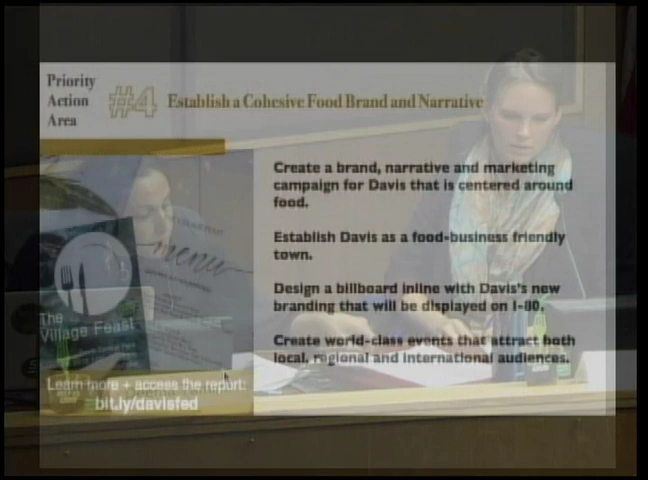 Priority
Action
Area
#4
Establish a Cohesive Food Brand and Narrative
Create a brand, narrative and marketing
campaign for Davis that is centered around
food.
Establish Davis as a food-business friendly
town.
Design a billboard inline with Davis's new
branding that will be displayed on I-80.
Create world-class events that attract both
local, regional and international audiences.
menu
The
Village Feast
Learn more + access the report:
bit.ly/davisfed